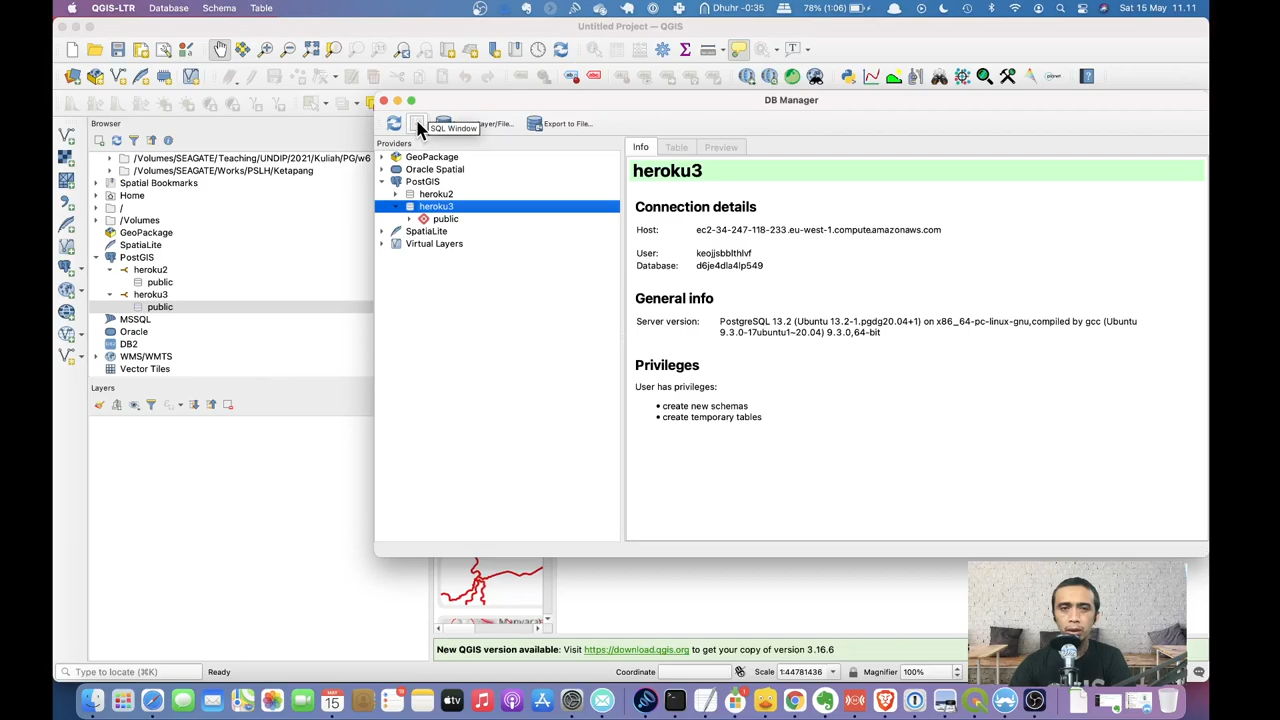 QGIS-LTR Database Schema Table
Dhuhr -0:35 78% (1:06) Sat 15 May 11.11
Untitled Project — QGIS
DB Manager
SQL Window
Layer/File... Export to File...
Browser
/Volumes/SEAGATE/Teaching/UNDIP/2021/Kuliah/PG/w6
/Volumes/SEAGATE/Works/PSLH/Ketapang
Spatial Bookmarks
Home
/
/Volumes
GeoPackage
SpatiaLite
PostGIS
heroku2
public
heroku3
public
MSSQL
Oracle
DB2
WMS/WMTS
Vector Tiles
Layers
Providers
GeoPackage
Oracle Spatial
PostGIS
heroku2
heroku3
public
SpatiaLite
Virtual Layers
Info Table Preview
heroku3
Connection details
Host: ec2-34-247-118-233.eu-west-1.compute.amazonaws.com
User: keojjsbblthlvf
Database: d6je4dla4lp549
General info
Server version: PostgreSQL 13.2 (Ubuntu 13.2-1.pgdg20.04+1) on x86_64-pc-linux-gnu,compiled by gcc (Ubuntu
9.3.0-17ubuntu1~20.04) 9.3.0,64-bit
Privileges
User has privileges:
• create new schemas
• create temporary tables
New QGIS version available: Visit https://download.qgis.org to get your copy of version 3.16.6
Type to locate (⌘K) Ready Coordinate Scale 1:44781436 Magnifier 100%
MAY
15